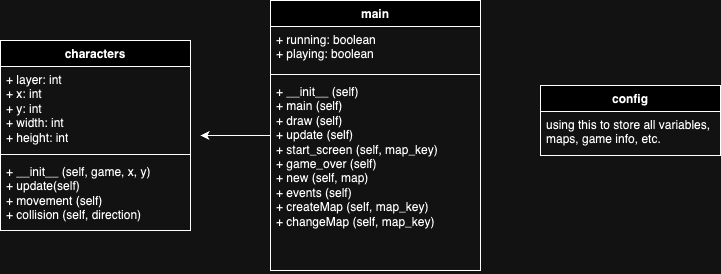 characters
+ layer: int
+ x: int
+ y: int
+ width: int
+ height: int
+ __init__ (self, game, x, y)
+ update(self)
+ movement (self)
+ collision (self, direction)
main
+ running: boolean
+ playing: boolean
+ __init__ (self)
+ main (self)
+ draw (self)
+ update (self)
+ start_screen (self, map_key)
+ game_over (self)
+ new (self, map)
+ events (self)
+ createMap (self, map_key)
+ changeMap (self, map_key)
config
using this to store all variables,
maps, game info, etc.